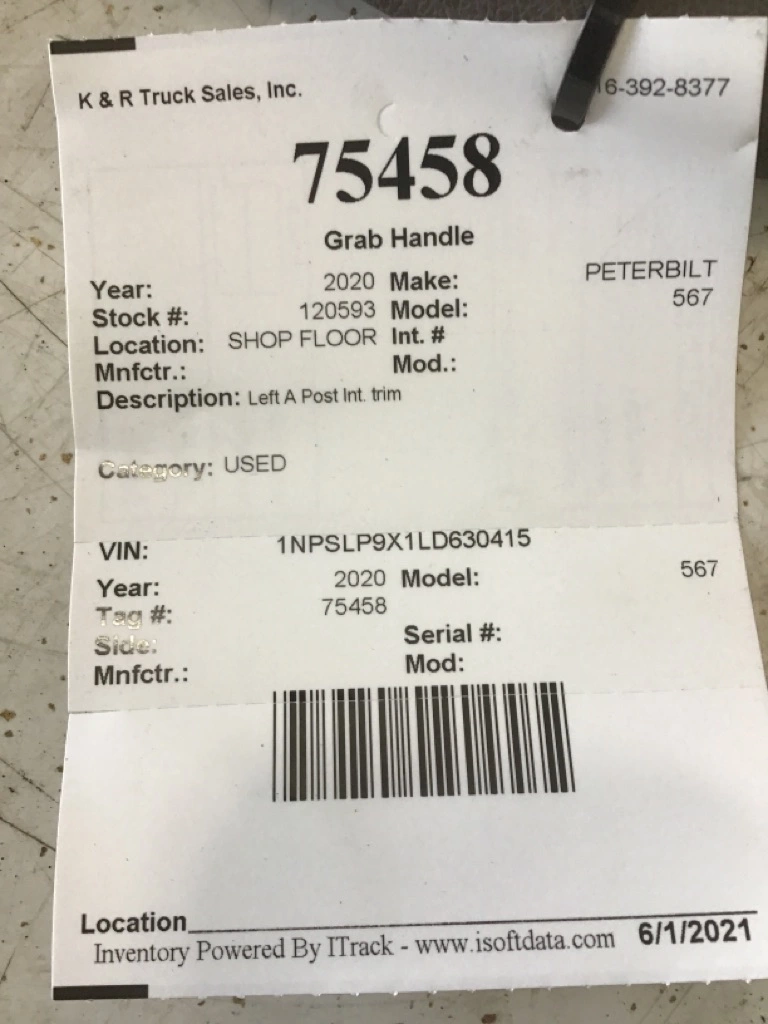 K & R Truck Sales, Inc. 6-392-8377
75458
Grab Handle
Year: 2020 Make: PETERBILT
Stock #: 120593 Model: 567
Location: SHOP FLOOR Int. #
Mnfctr.: Mod.:
Description: Left A Post Int. trim
Category: USED
VIN: 1NPSLP9X1LD630415
Year: 2020 Model: 567
Tag #: 75458
Side: Serial #:
Mnfctr.: Mod:
Location
Inventory Powered By ITrack - www.isoftdata.com 6/1/2021